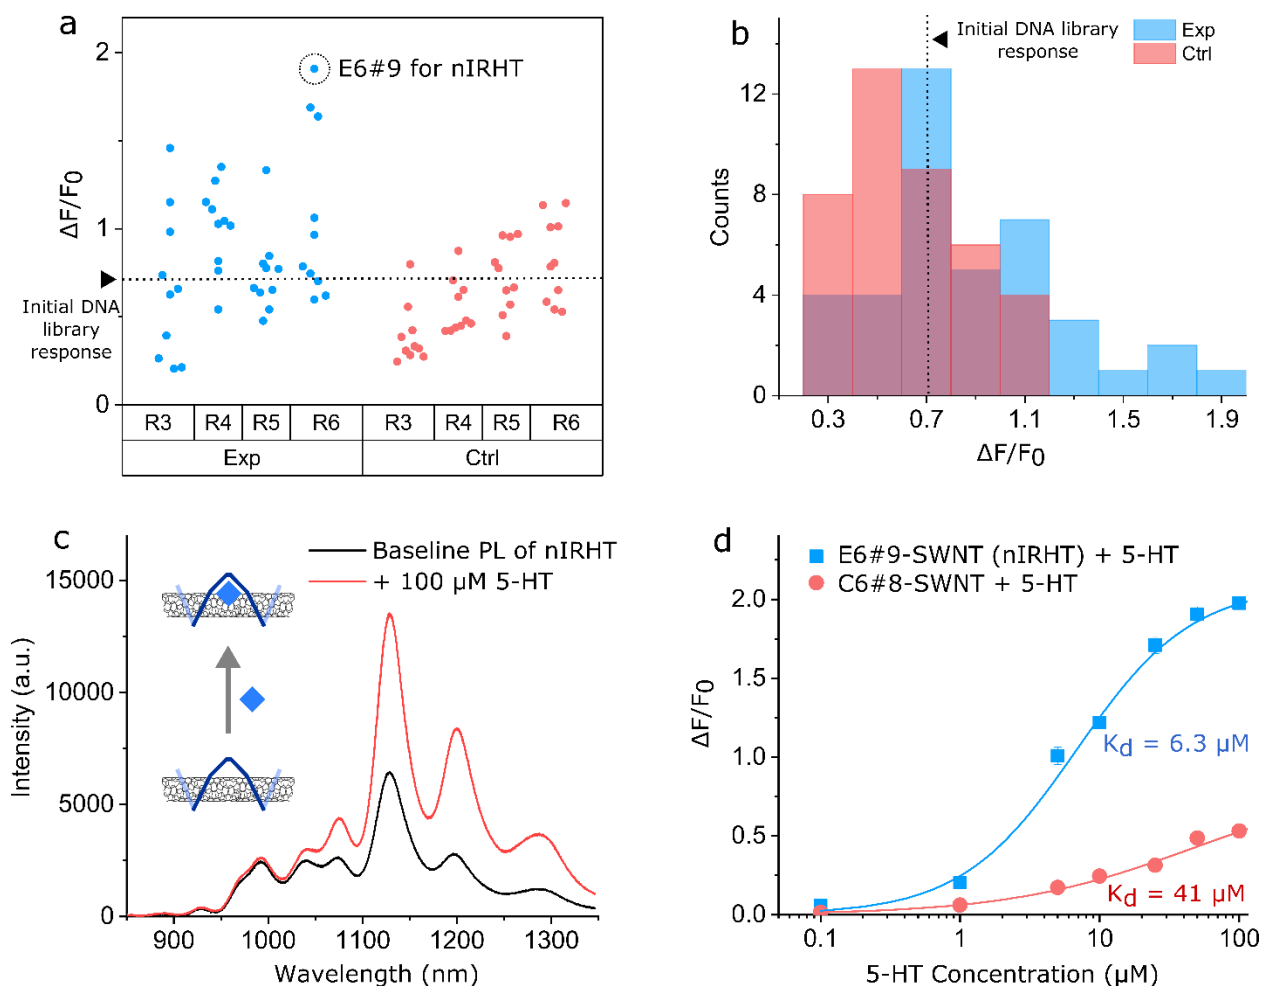 a
2
E6#9 for nIRHT
ΔF/F0
1
Initial DNA
library
response
0
R3 R4 R5 R6 R3 R4 R5 R6
Exp Ctrl
b
Initial DNA library
response
Exp
Ctrl
12
Counts
8
4
0
0.3 0.7 1.1 1.5 1.9
ΔF/F0
c
Baseline PL of nIRHT
+ 100 μM 5-HT
15000
Intensity (a.u.)
10000
5000
0
900 1000 1100 1200 1300
Wavelength (nm)
d
E6#9-SWNT (nIRHT) + 5-HT
C6#8-SWNT + 5-HT
2.0
ΔF/F0
1.5
1.0
Kd = 6.3 μM
0.5
Kd = 41 μM
0.0
0.1 1 10 100
5-HT Concentration (μM)